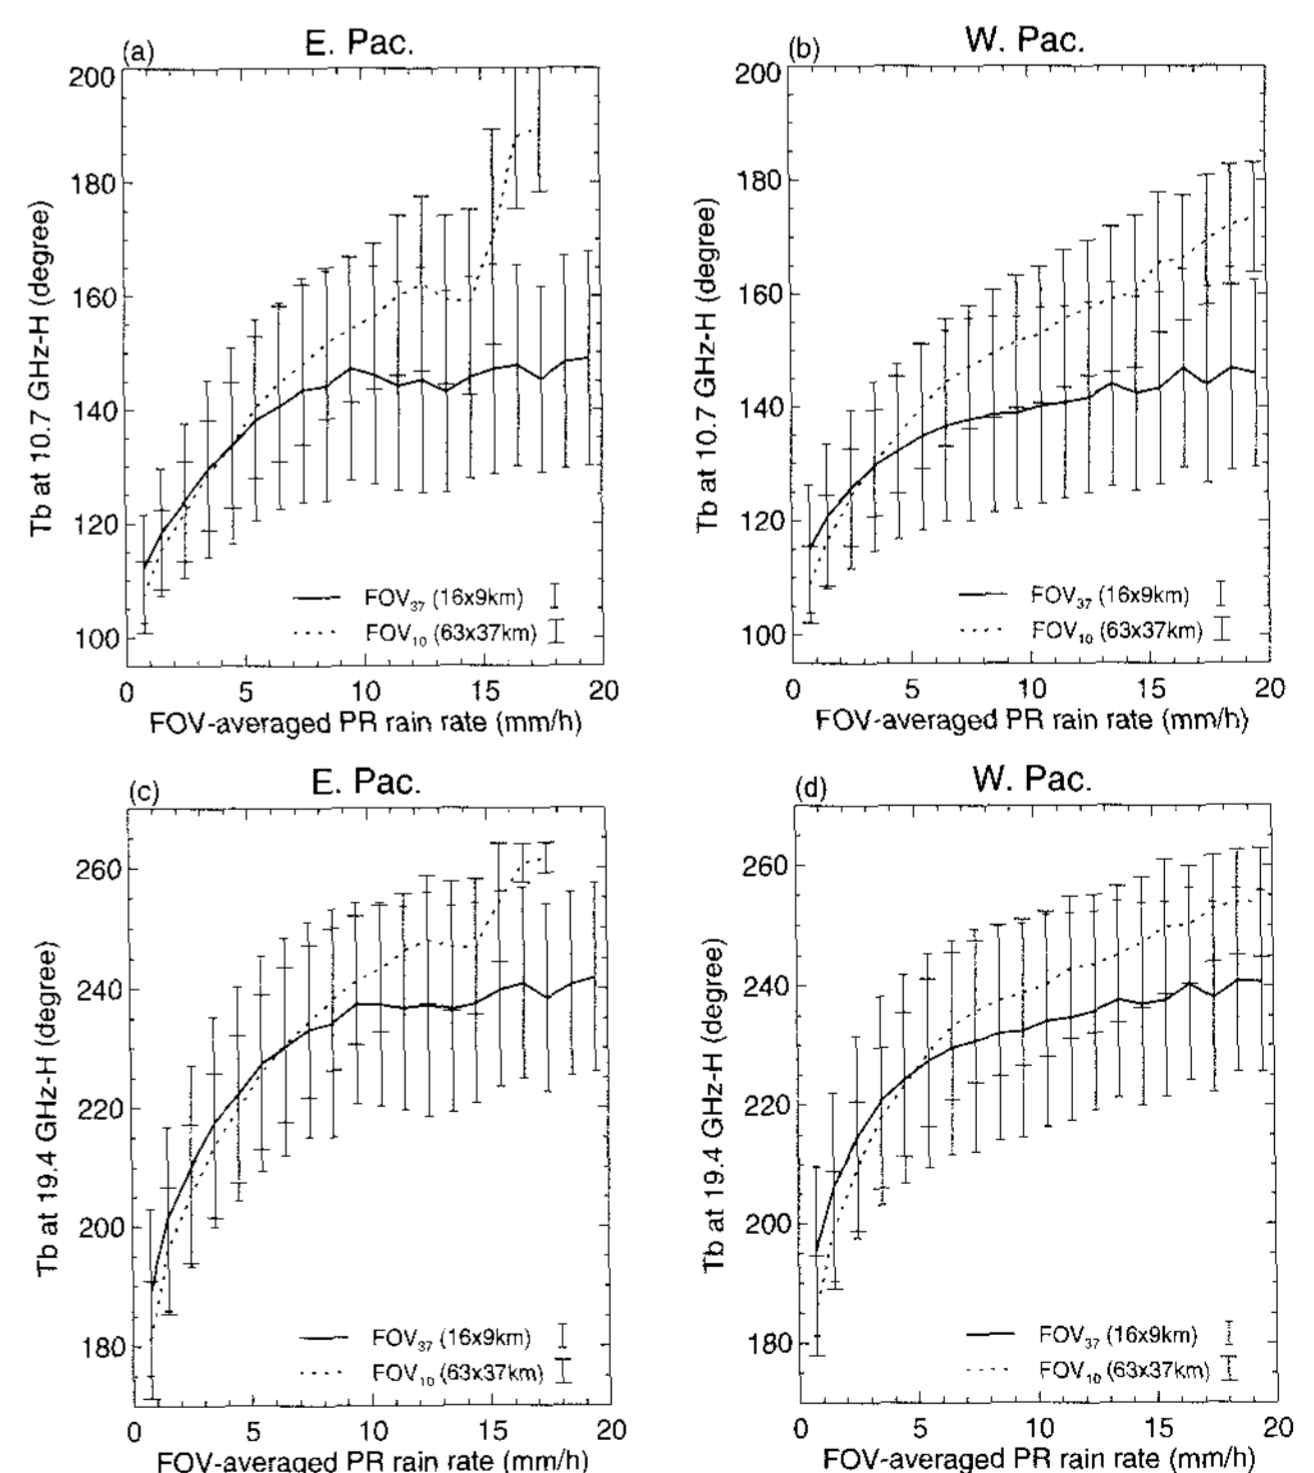 (a) E. Pac.
200
180
160
140
120
100
Tb at 10.7 GHz-H (degree)
FOV₃₇ (16x9km)
FOV₁₀ (63x37km)
0 5 10 15 20
FOV-averaged PR rain rate (mm/h)
(b) W. Pac.
200
180
160
140
120
100
Tb at 10.7 GHz-H (degree)
FOV₃₇ (16x9km)
FOV₁₀ (63x37km)
0 5 10 15 20
FOV-averaged PR rain rate (mm/h)
(c) E. Pac.
260
240
220
200
180
Tb at 19.4 GHz-H (degree)
FOV₃₇ (16x9km)
FOV₁₀ (63x37km)
0 5 10 15 20
FOV-averaged PR rain rate (mm/h)
(d) W. Pac.
260
240
220
200
180
Tb at 19.4 GHz-H (degree)
FOV₃₇ (16x9km)
FOV₁₀ (63x37km)
0 5 10 15 20
FOV-averaged PR rain rate (mm/h)